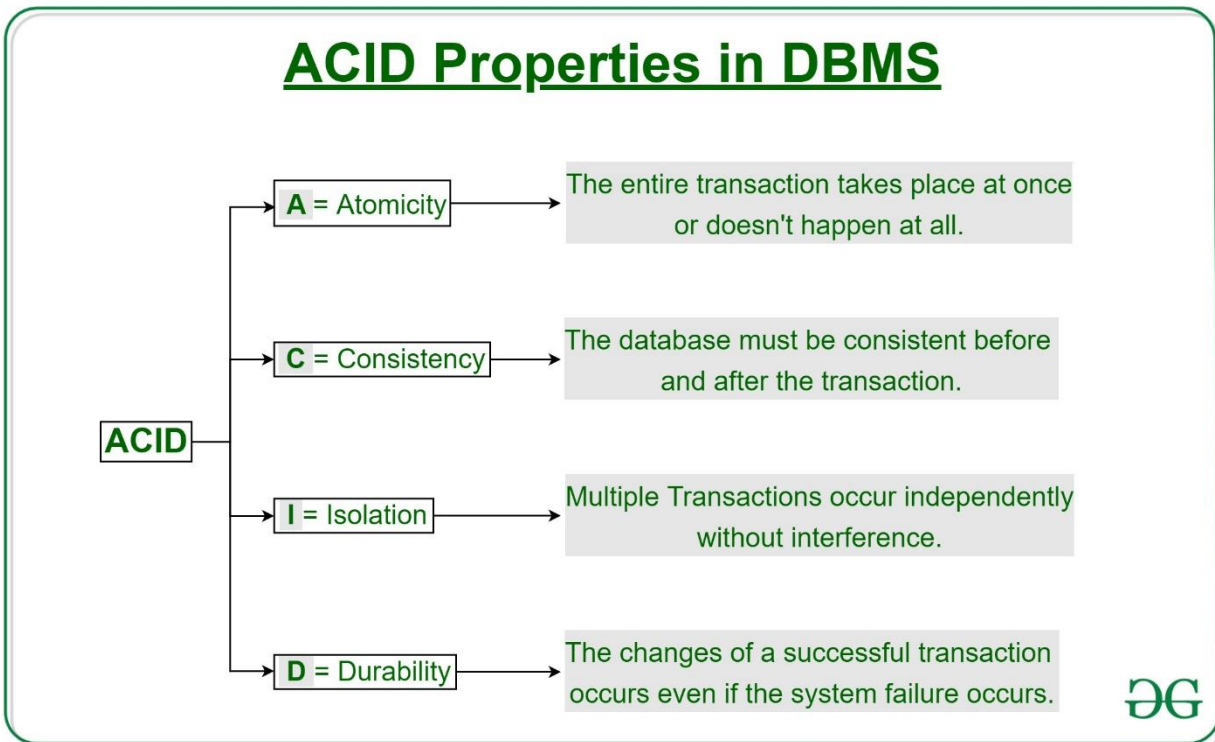 ACID Properties in DBMS
A = Atomicity
The entire transaction takes place at once
or doesn't happen at all.
C = Consistency
The database must be consistent before
and after the transaction.
ACID
I = Isolation
Multiple Transactions occur independently
without interference.
D = Durability
The changes of a successful transaction
occurs even if the system failure occurs.